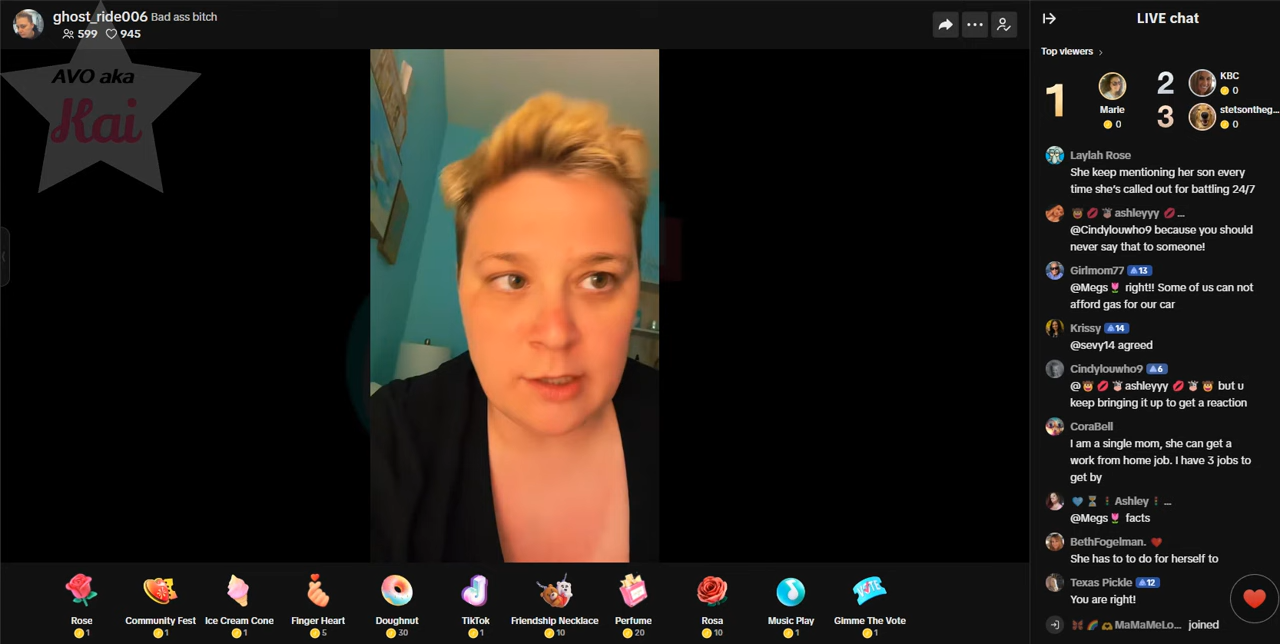 ghost_ride006 Bad ass bitch
599 945
AVO aka
Kai
LIVE chat
Top viewers >
1
Marie
0
2
KBC
0
3
stetsontheg...
0
Laylah Rose
She keep mentioning her son every
time she's called out for battling 24/7
ashleyyy 💋 ...
@Cindylouwho9 because you should
never say that to someone!
Girlmom77 13
@Megs🌷 right!! Some of us can not
afford gas for our car
Krissy 14
@sevy14 agreed
Cindylouwho9 6
@🤠💋🐮ashleyyy 💋🐮🤠 but u
keep bringing it up to get a reaction
CoraBell
I am a single mom, she can get a
work from home job. I have 3 jobs to
get by
Ashley ...
@Megs🌷 facts
BethFogelman. ♥
She has to to do for herself to
Texas Pickle 12
You are right!
MaMaMeLo... joined
Rose
1
Community Fest
1
Ice Cream Cone
1
Finger Heart
5
Doughnut
30
TikTok
1
Friendship Necklace
10
Perfume
20
Rosa
10
Music Play
1
VOTE
Gimme The Vote
1